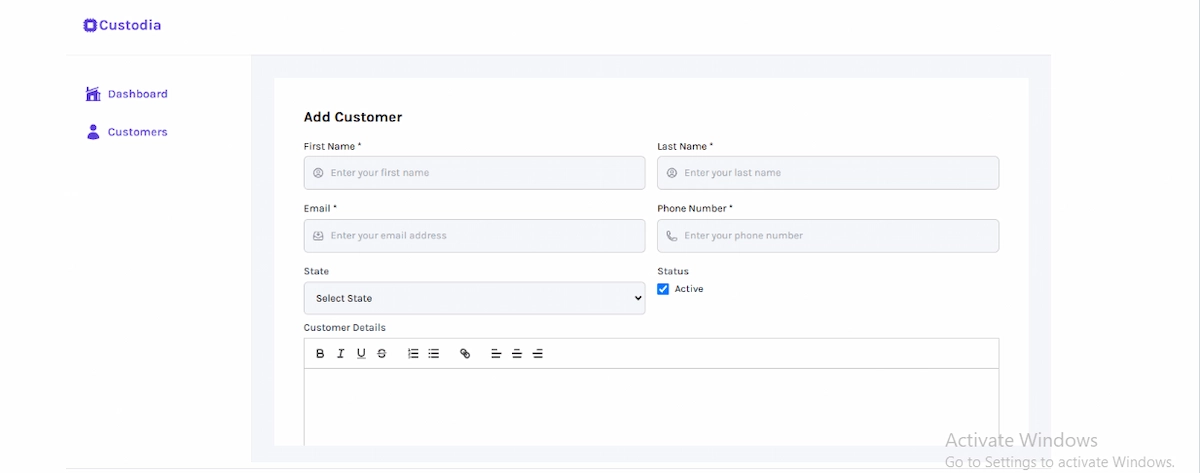 Custodia
Dashboard
Customers
Add Customer
First Name *
Last Name *
Enter your first name
Enter your last name
Email *
Phone Number *
Enter your email address
Enter your phone number
State
Status
Select State
Active
Customer Details
B I U S
Activate Windows
Go to Settings to activate Windows.